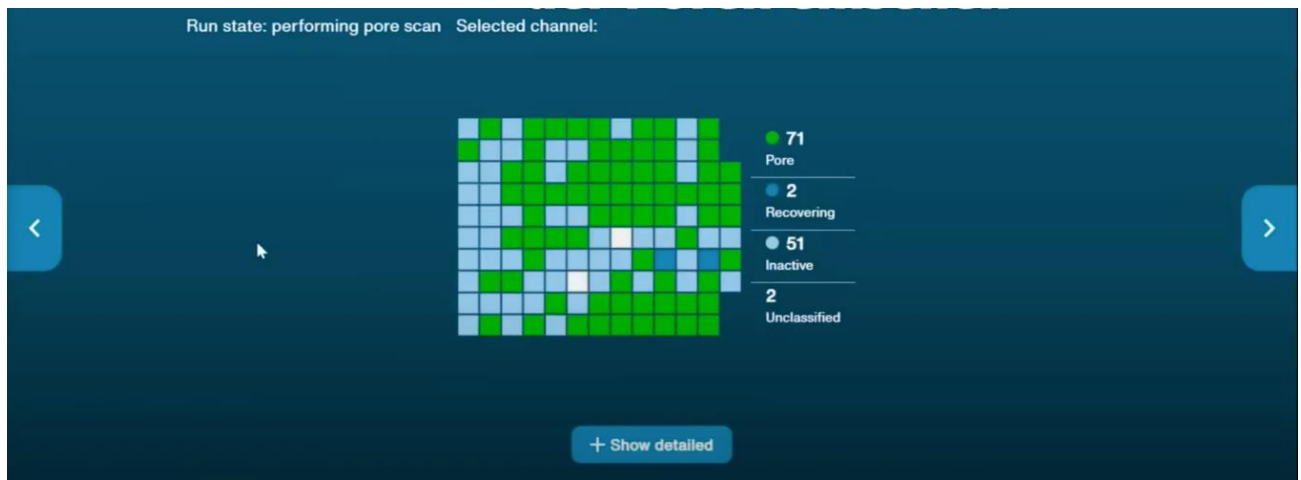 Run state: performing pore scan Selected channel:
71
Pore
2
Recovering
51
Inactive
2
Unclassified
+ Show detailed